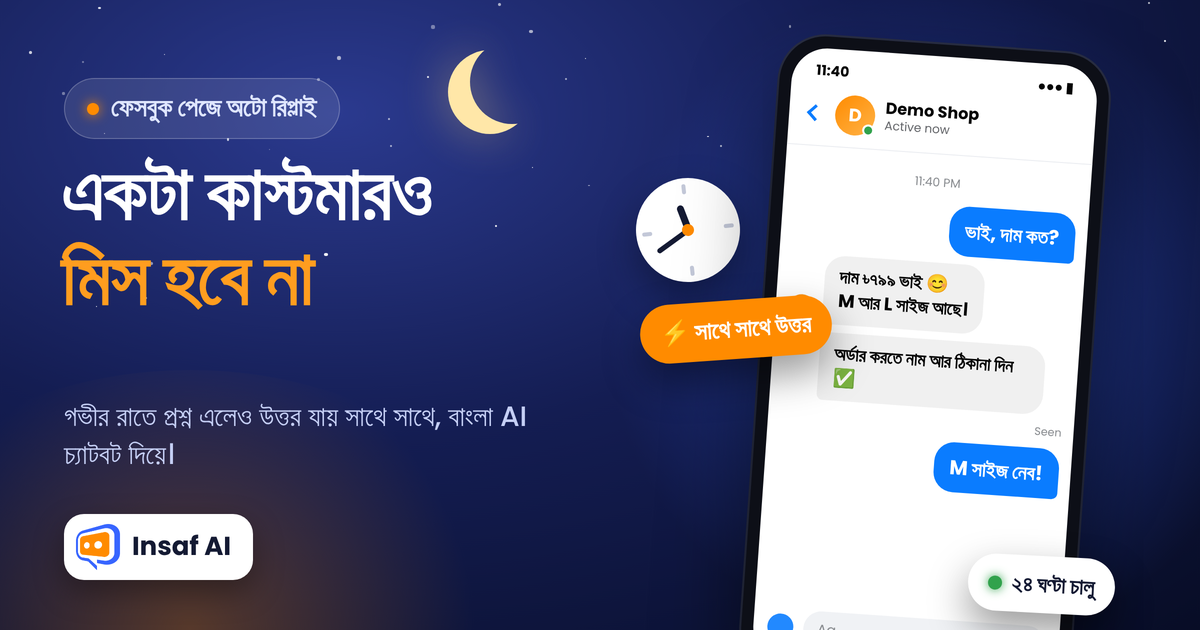 ফেসবুক পেজে অটো রিপ্লাই
একটা কাস্টমারও
মিস হবে না
গভীর রাতে প্রশ্ন এলেও উত্তর যায় সাথে সাথে, বাংলা AI
চ্যাটবট দিয়ে।
Insaf AI
⚡ সাথে সাথে উত্তর
11:40
D
Demo Shop
Active now
11:40 PM
ভাই, দাম কত?
দাম ৳৭৯৯ ভাই 😊
M আর L সাইজ আছে।
অর্ডার করতে নাম আর ঠিকানা দিন
✅
Seen
M সাইজ নেব!
২৪ ঘণ্টা চালু
Aa